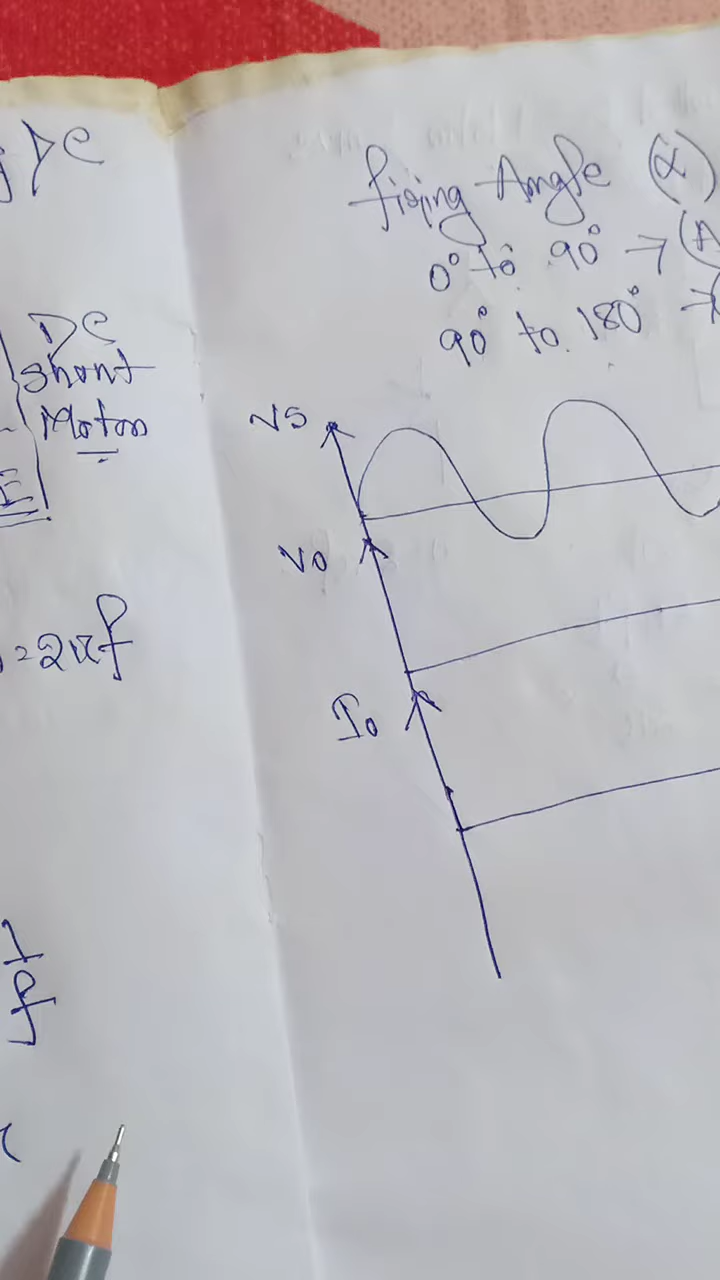 DC
DC
Shunt
Motor
E
=2πf
firing Angle (α)
0° to 90° → (A
90° to 180° →
VS
Vo
Io